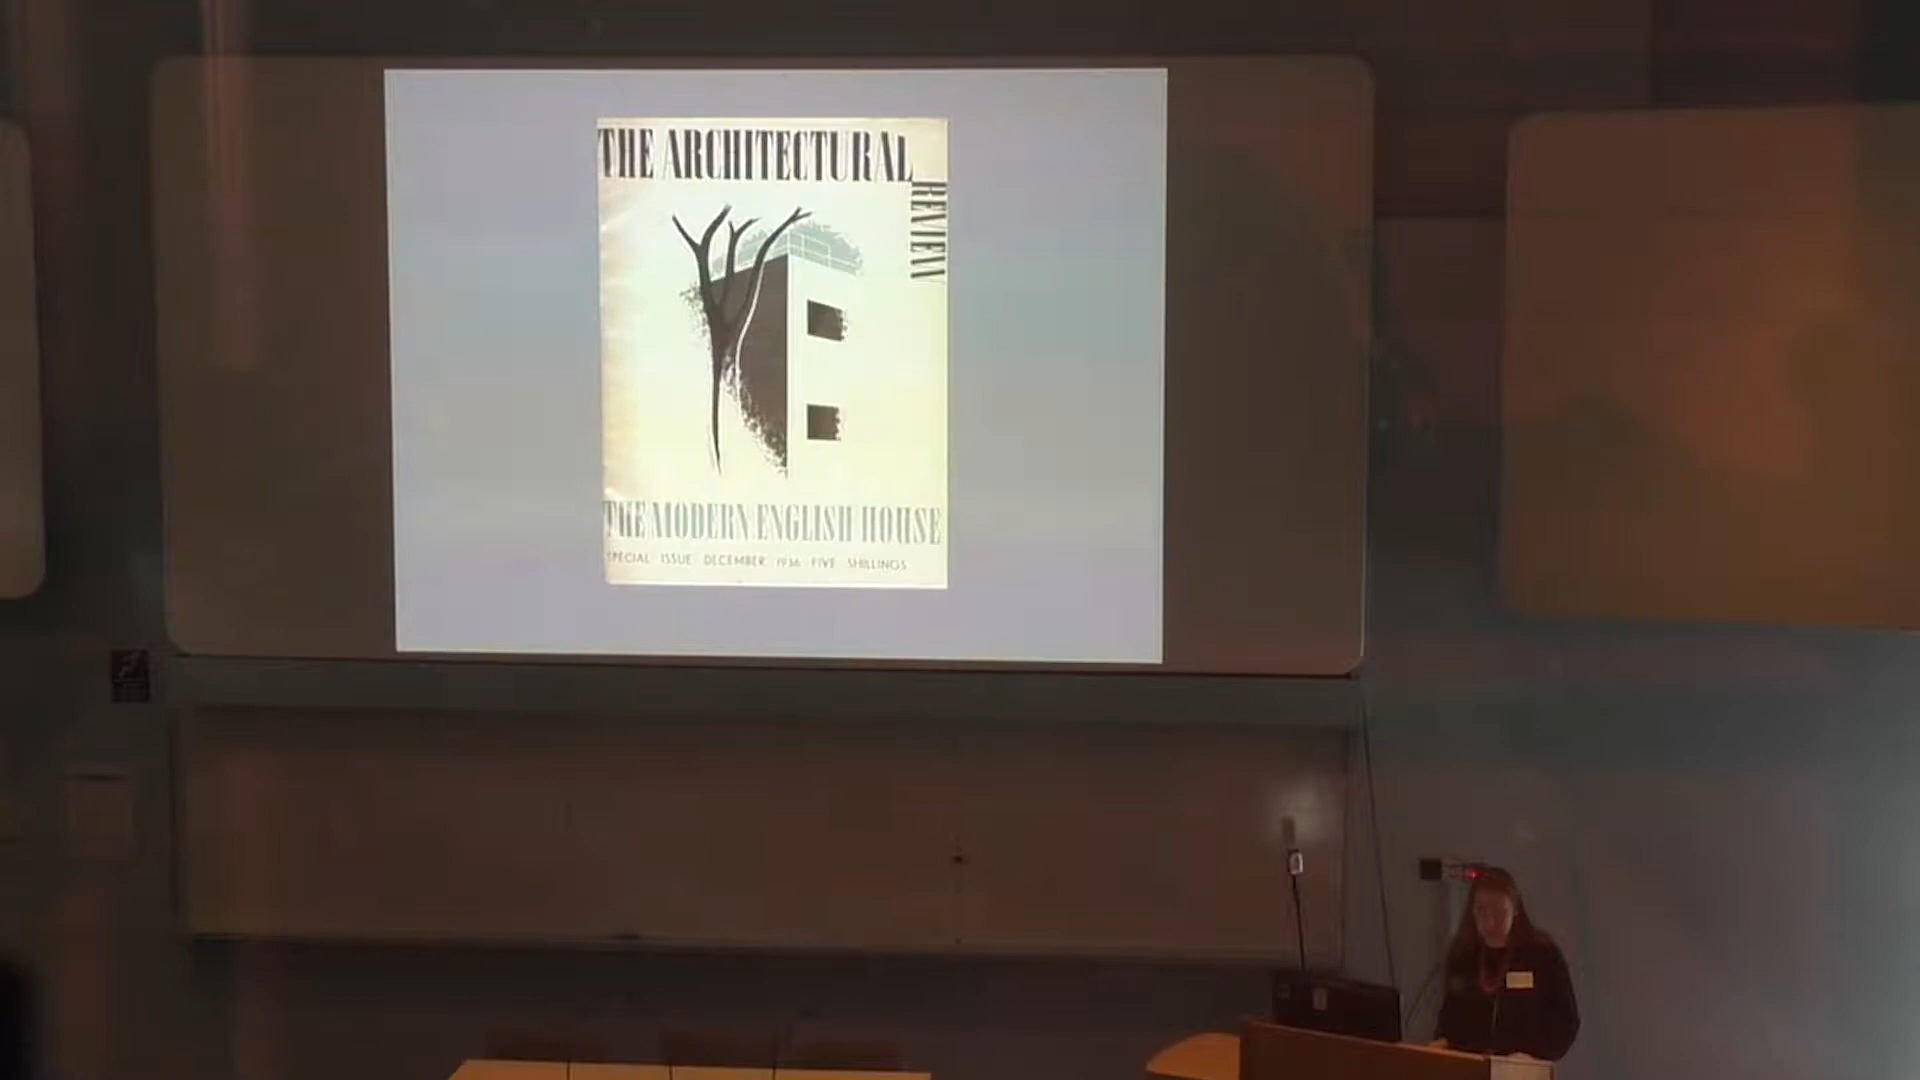 THE ARCHITECTURAL
REVIEW
THE MODERN ENGLISH HOUSE
SPECIAL ISSUE DECEMBER 1936 FIVE SHILLINGS